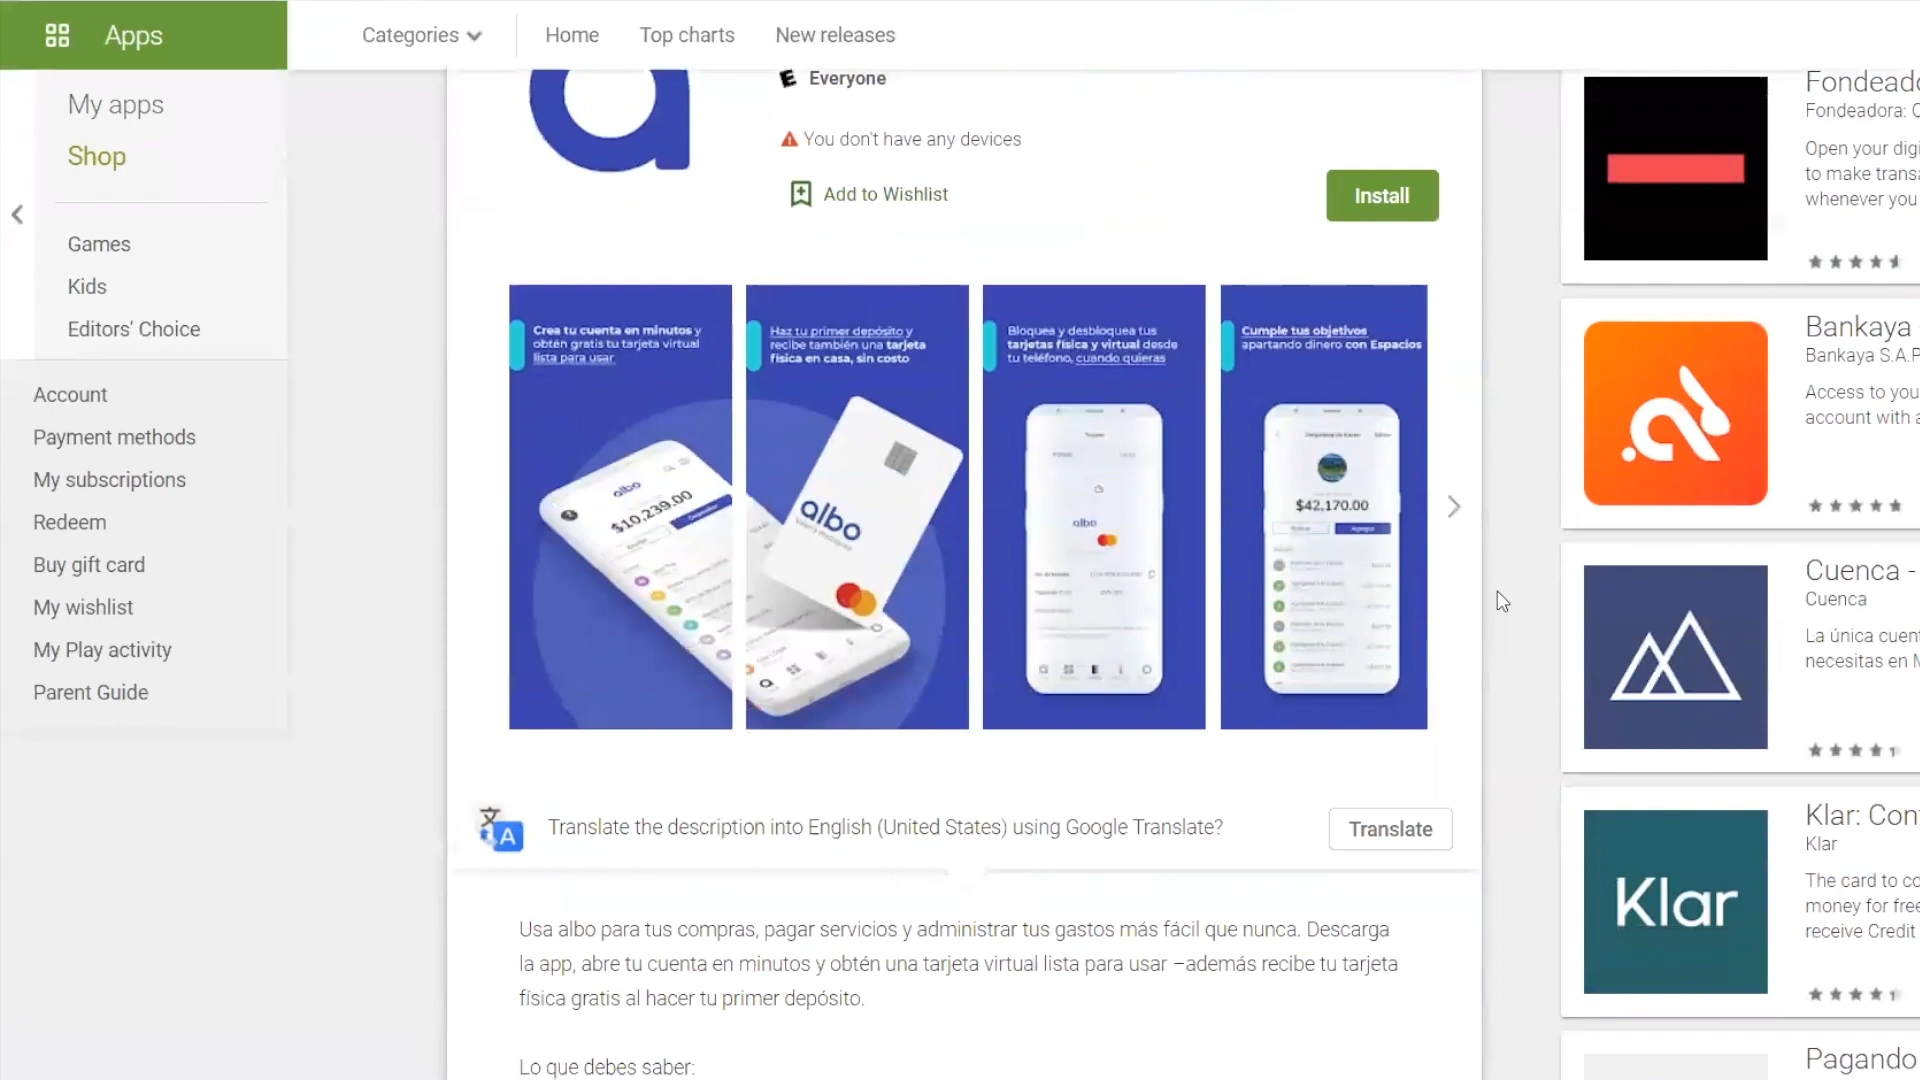 Apps
Categories
Home
Top charts
New releases
My apps
Shop
Games
Kids
Editors' Choice
Account
Payment methods
My subscriptions
Redeem
Buy gift card
My wishlist
My Play activity
Parent Guide
E Everyone
You don't have any devices
Add to Wishlist
Install
Crea tu cuenta en minutos y
obtén gratis tu tarjeta virtual
lista para usar
albo
$10,239.00
Haz tu primer depósito y
recibe también una tarjeta
física en casa, sin costo
albo
Bloquea y desbloquea tus
tarjetas física y virtual desde
tu teléfono, cuando quieras
albo
Cumple tus objetivos
apartando dinero con Espacios
$42,170.00
Translate the description into English (United States) using Google Translate?
Translate
Usa albo para tus compras, pagar servicios y administrar tus gastos más fácil que nunca. Descarga
la app, abre tu cuenta en minutos y obtén una tarjeta virtual lista para usar –además recibe tu tarjeta
física gratis al hacer tu primer depósito.
Lo que debes saber:
Fondeado
Fondeadora:
Open your digi
to make transa
whenever you
Bankaya
Bankaya S.A.P
Access to you
account with a
Cuenca -
Cuenca
La única cuent
necesitas en M
Klar
Klar: Con
Klar
The card to co
money for free
receive Credit
Pagando